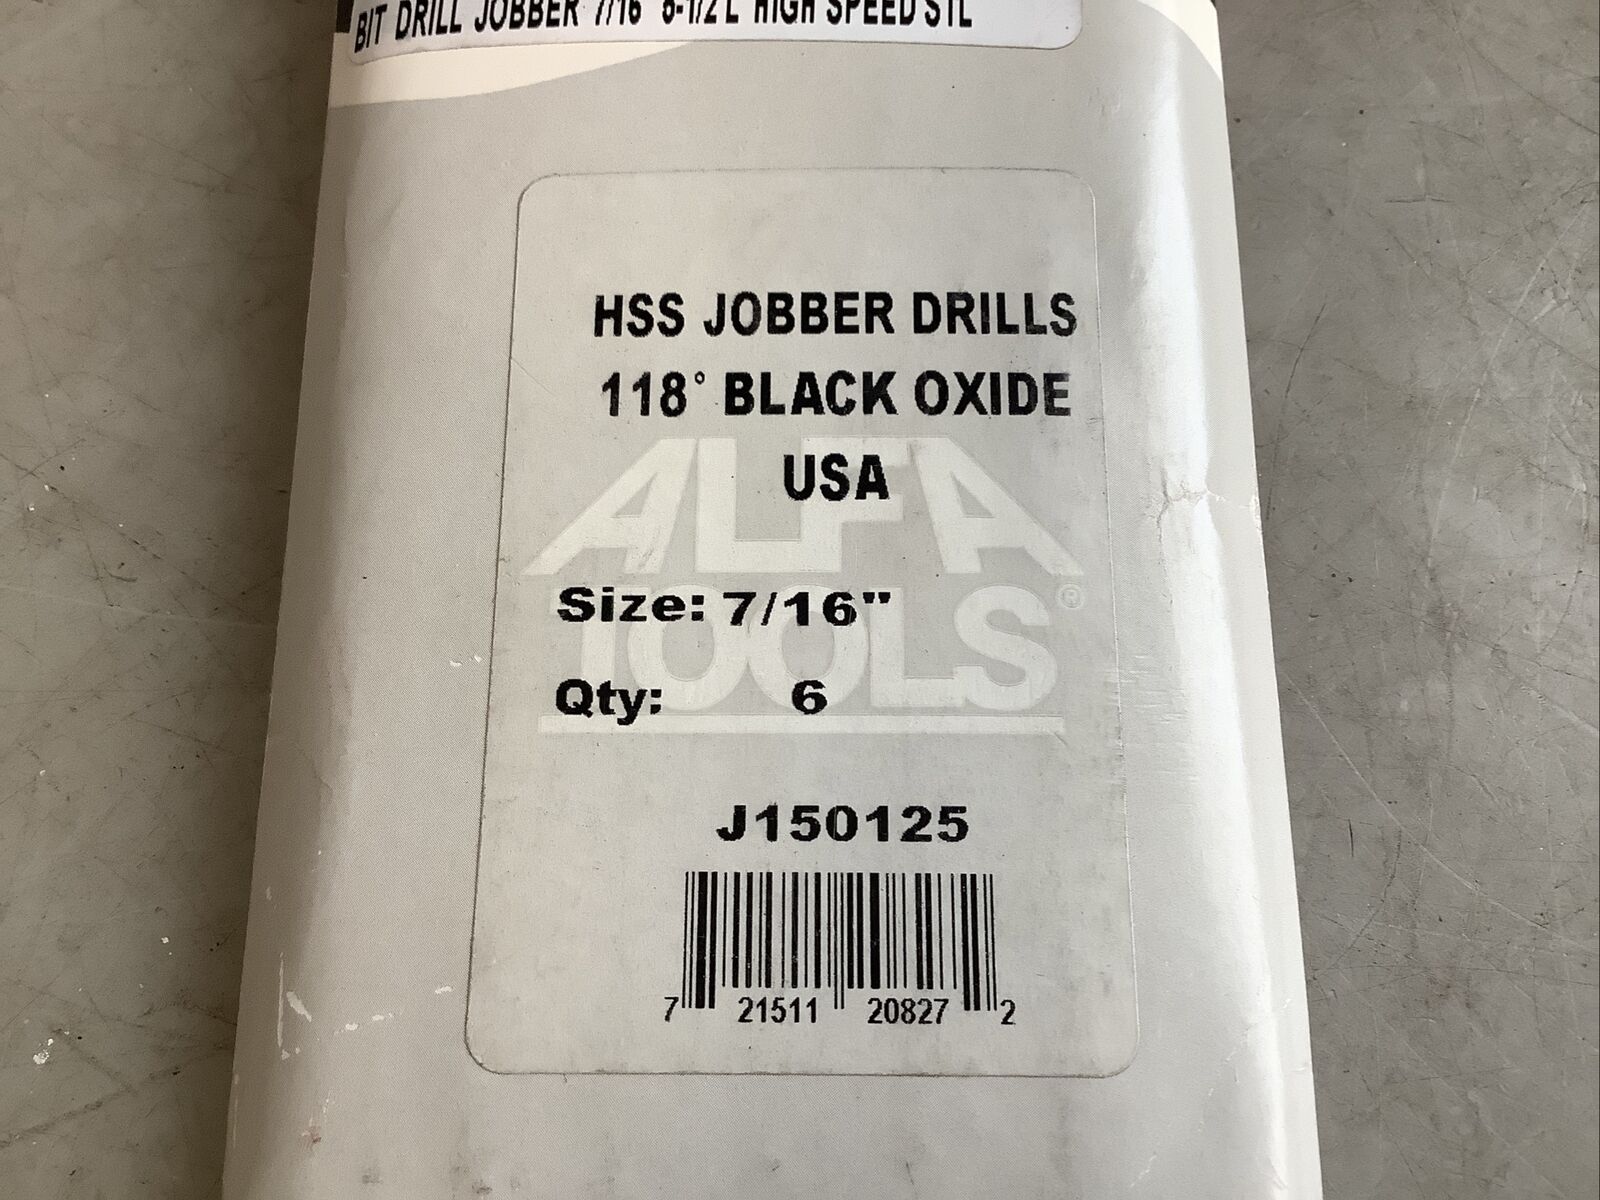 BIT DRILL JOBBER 7/16 -1/2 L HIGH SPEED STL
HSS JOBBER DRILLS
118° BLACK OXIDE
USA
ALFA
TOOLS®
Size: 7/16"
Qty: 6
J150125
7 21511 20827 2